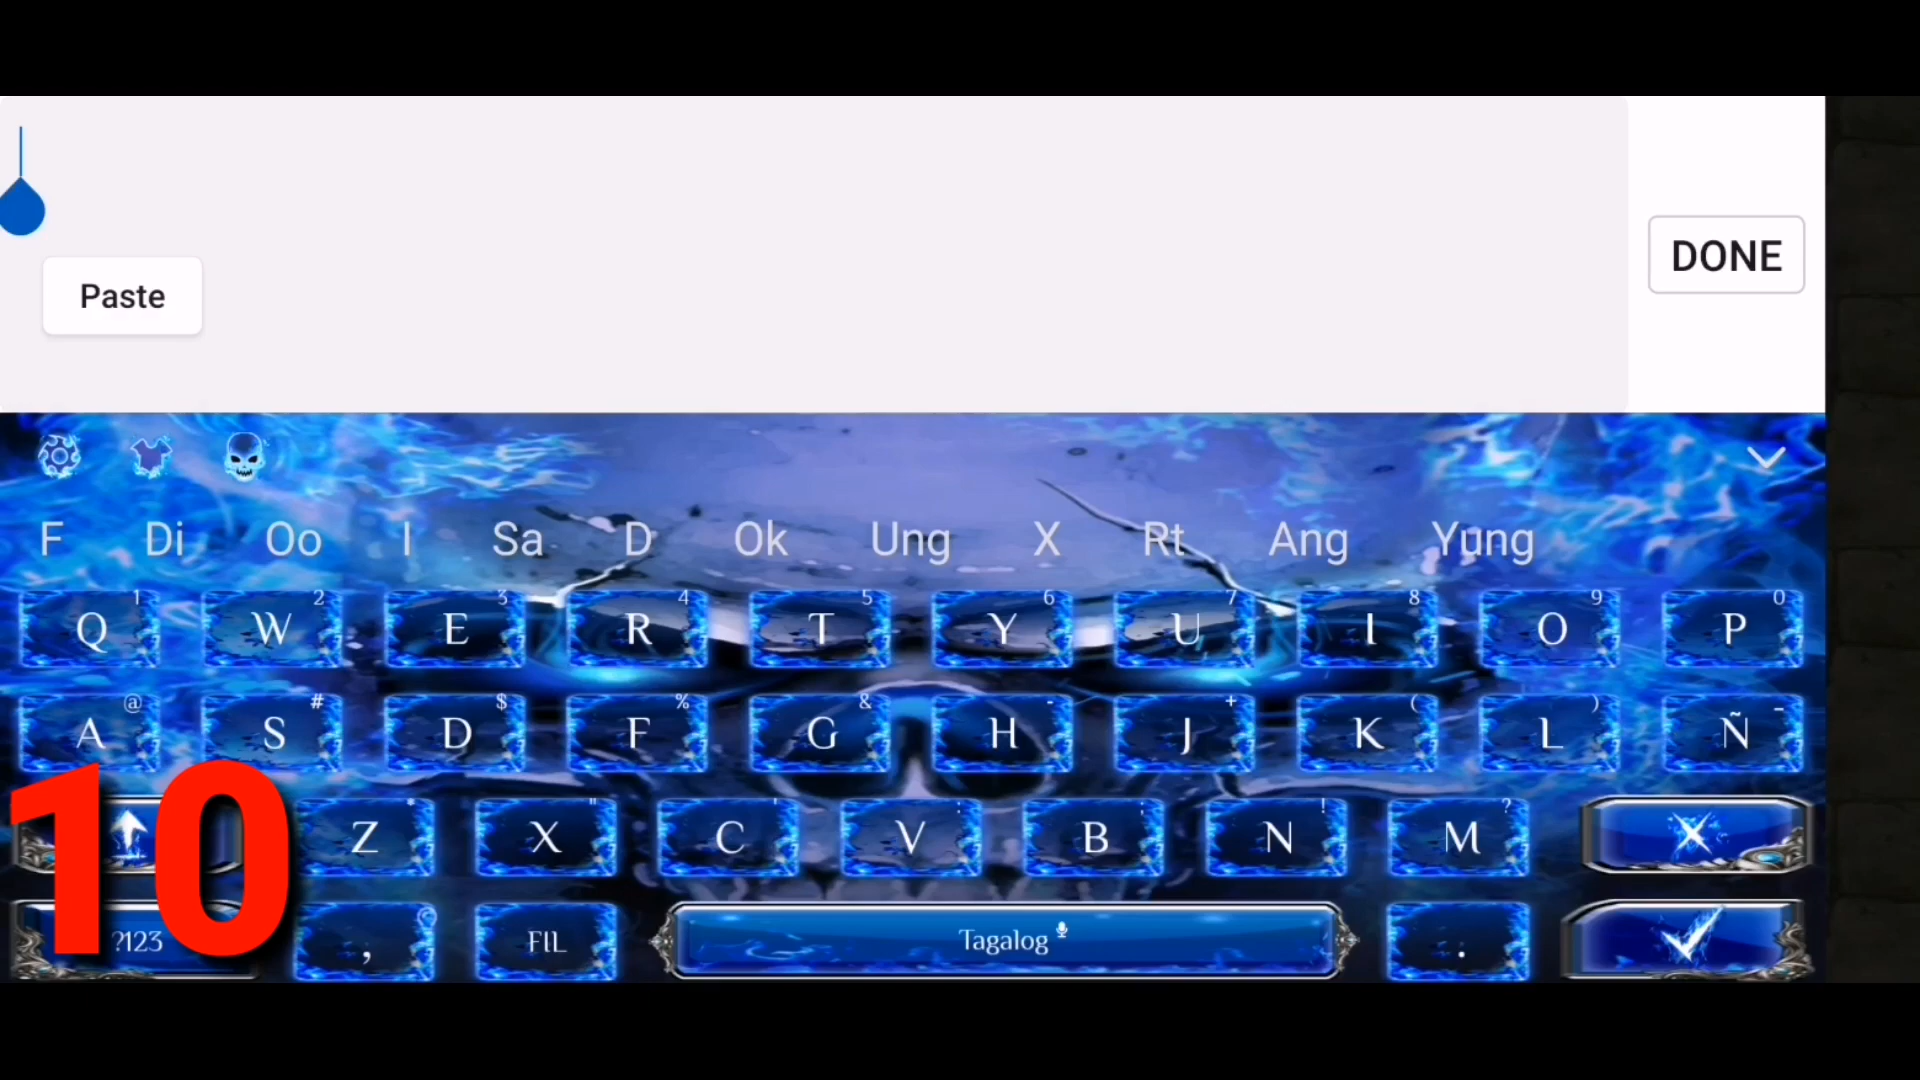 Paste
DONE
F Di Oo I Sa D Ok Ung X Rt Ang Yung
1 2 3 4 5 6 7 8 9 0
Q W E R T Y U I O P
@ # $ % & - + ( ) _
A S D F G H J K L Ñ
* " ' : ; ! ?
Z X C V B N M
10
?123 , FIL Tagalog .